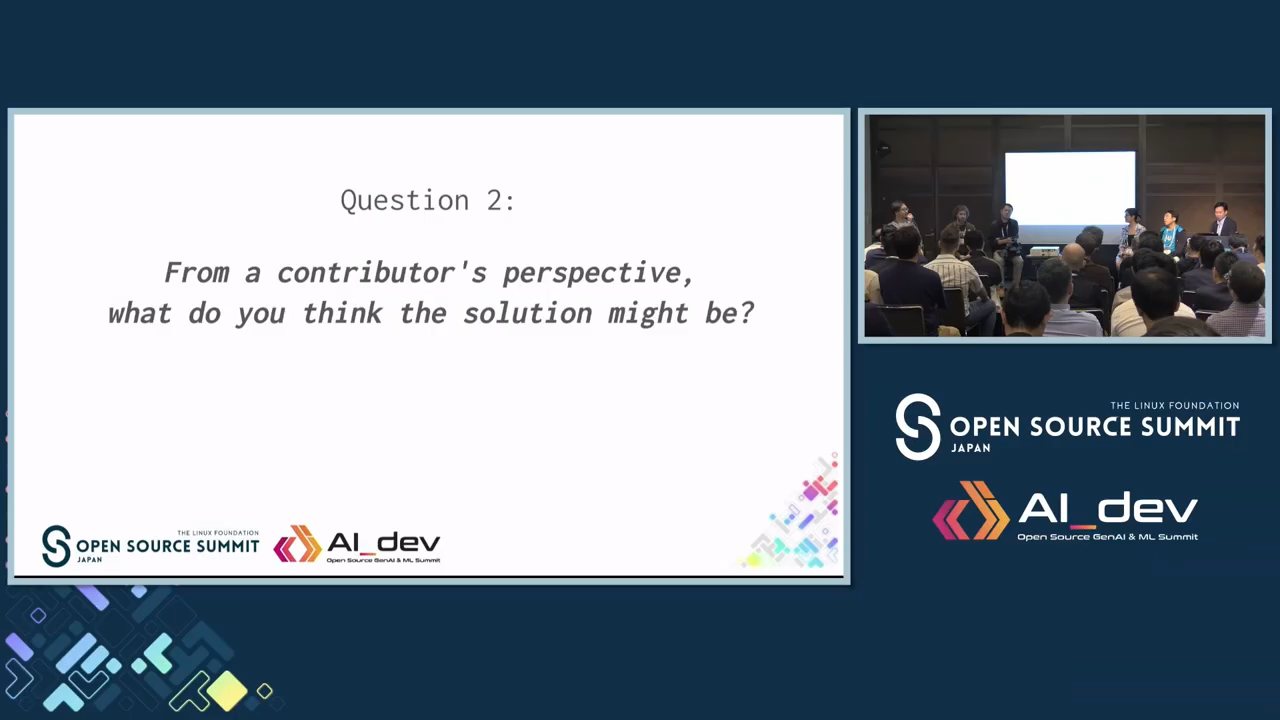 Question 2:
From a contributor's perspective,
what do you think the solution might be?
THE LINUX FOUNDATION
OPEN SOURCE SUMMIT
JAPAN
AI_dev
Open Source GenAI & ML Summit
THE LINUX FOUNDATION
OPEN SOURCE SUMMIT
JAPAN
AI_dev
Open Source GenAI & ML Summit